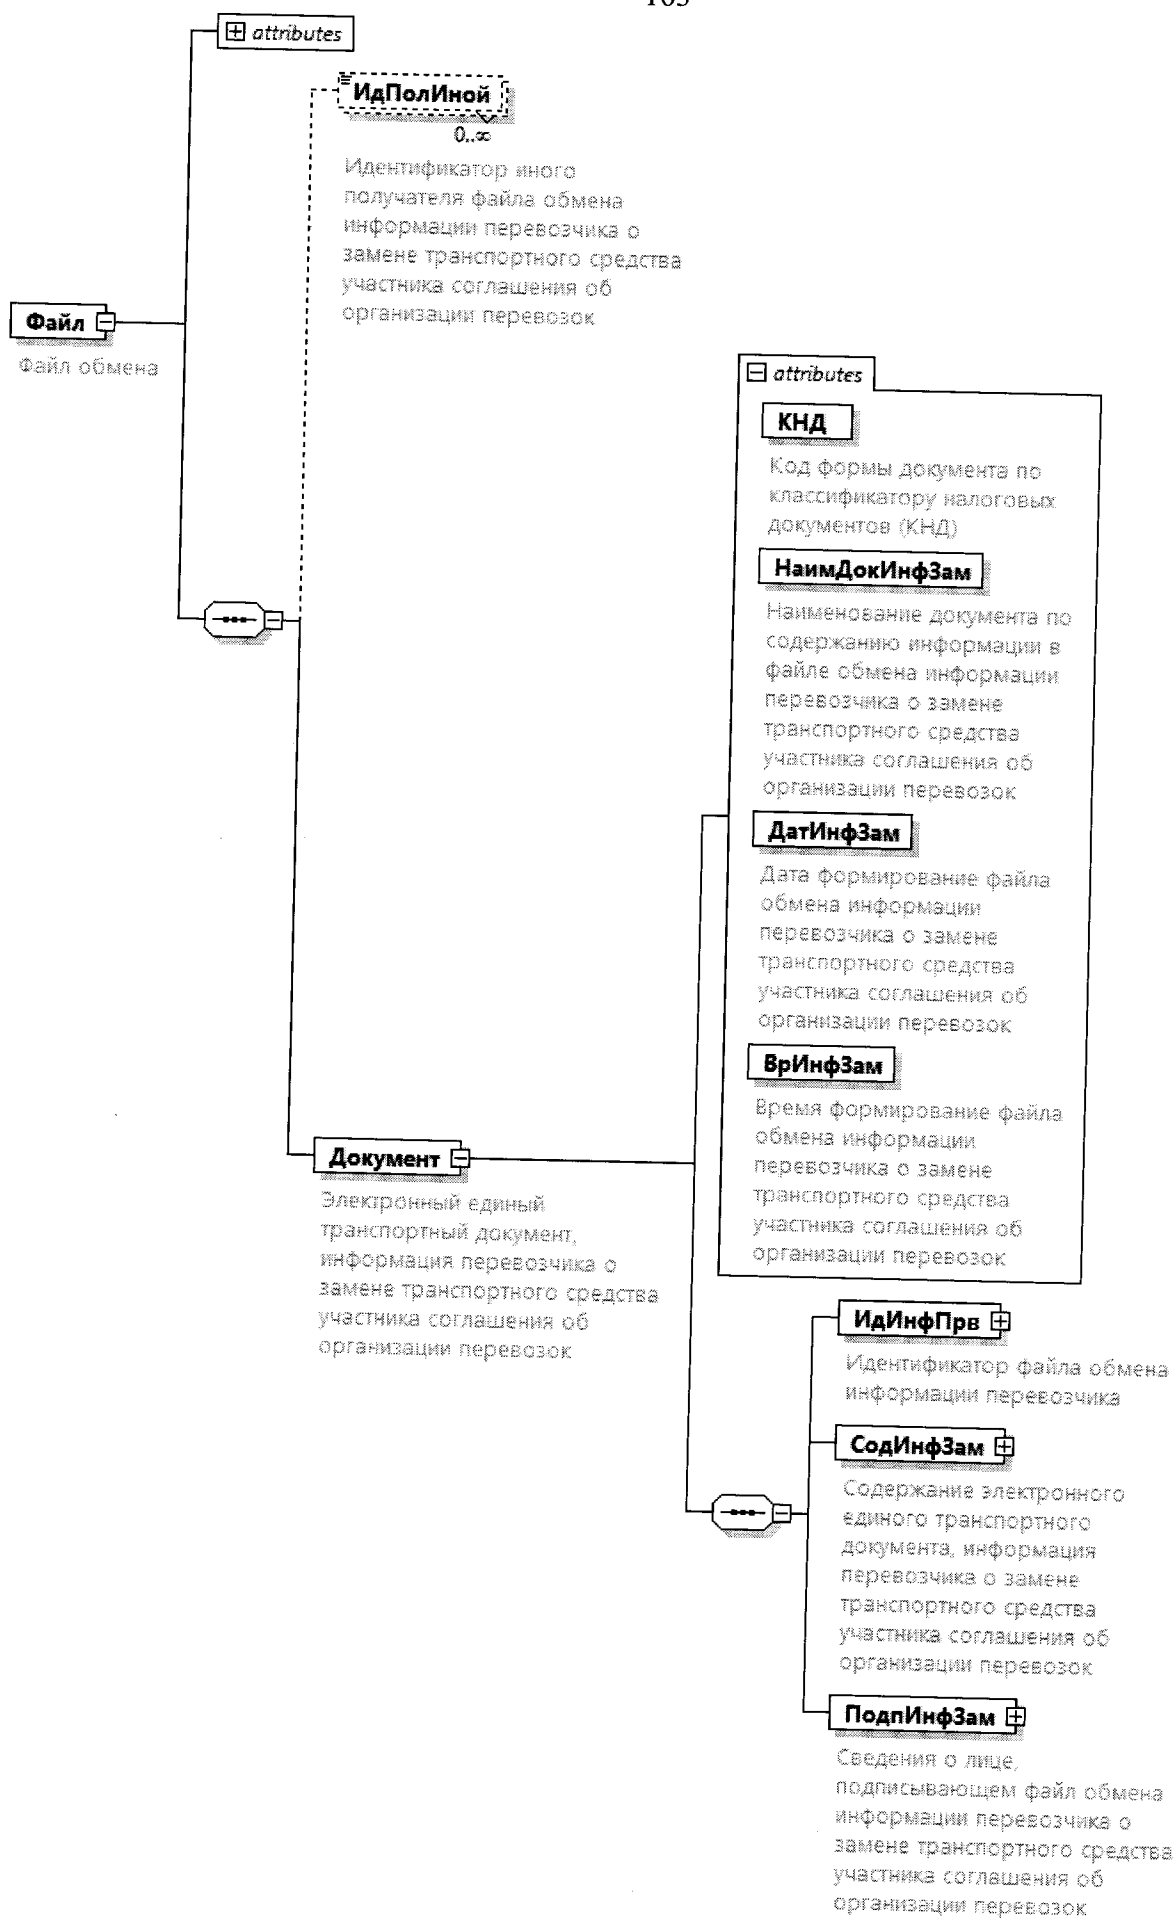 attributes
ИдПолИной
0..∞
Идентификатор иного
получателя файла обмена
информации перевозчика о
замене транспортного средства
участника соглашения об
организации перевозок
Файл
Файл обмена
attributes
КНД
Код формы документа по
классификатору налоговых
документов (КНД)
НаимДокИнфЗам
Наименование документа по
содержанию информации в
файле обмена информации
перевозчика о замене
транспортного средства
участника соглашения об
организации перевозок
ДатИнфЗам
Дата формирование файла
обмена информации
перевозчика о замене
транспортного средства
участника соглашения об
организации перевозок
ВрИнфЗам
Время формирование файла
обмена информации
перевозчика о замене
транспортного средства
участника соглашения об
организации перевозок
Документ
Электронный единый
транспортный документ,
информация перевозчика о
замене транспортного средства
участника соглашения об
организации перевозок
ИдИнфПрв
Идентификатор файла обмена
информации перевозчика
СодИнфЗам
Содержание электронного
единого транспортного
документа, информация
перевозчика о замене
транспортного средства
участника соглашения об
организации перевозок
ПодпИнфЗам
Сведения о лице,
подписывающем файл обмена
информации перевозчика о
замене транспортного средства
участника соглашения об
организации перевозок